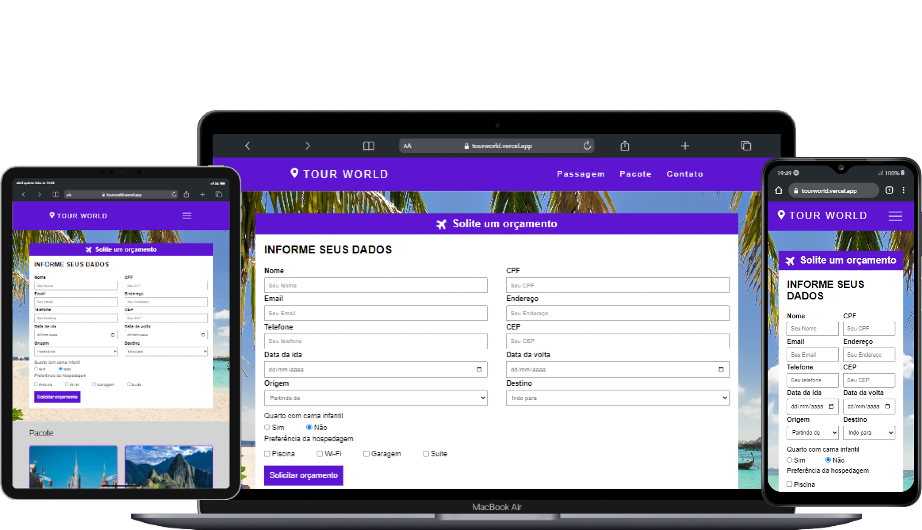 AA tourworld.vercel.app
TOUR WORLD Passagem Pacote Contato
Solite um orçamento
INFORME SEUS DADOS
Nome CPF
Seu Nome Seu CPF
Email Endereço
Seu Email Seu Endereço
Telefone CEP
Seu telefone Seu CEP
Data da ida Data da volta
dd/mm/aaaa dd/mm/aaaa
Origem Destino
Partindo de Indo para
Quarto com cama infantil
Sim Não
Preferência da hospedagem
Piscina Wi-Fi Garagem Suite
Solicitar orçamento
MacBook Air
AA tourworld.vercel.app
TOUR WORLD
Solite um orçamento
INFORME SEUS DADOS
Nome CPF
Seu Nome Seu CPF
Email Endereço
Seu Email Seu Endereço
Telefone CEP
Seu telefone Seu CEP
Data da ida Data da volta
dd/mm/aaaa dd/mm/aaaa
Origem Destino
Partindo de Indo para
Quarto com cama infantil
Sim Não
Preferência da hospedagem
Piscina Wi-Fi Garagem Suite
Solicitar orçamento
Pacote
19:49 100%
tourworld.vercel.app
TOUR WORLD
Solite um orçamento
INFORME SEUS
DADOS
Nome CPF
Seu Nome Seu CPF
Email Endereço
Seu Email Seu Endereço
Telefone CEP
Seu telefone Seu CEP
Data da ida Data da volta
dd/mm/aaaa dd/mm/aaaa
Origem Destino
Partindo de Indo para
Quarto com cama infantil
Sim Não
Preferência da hospedagem
Piscina